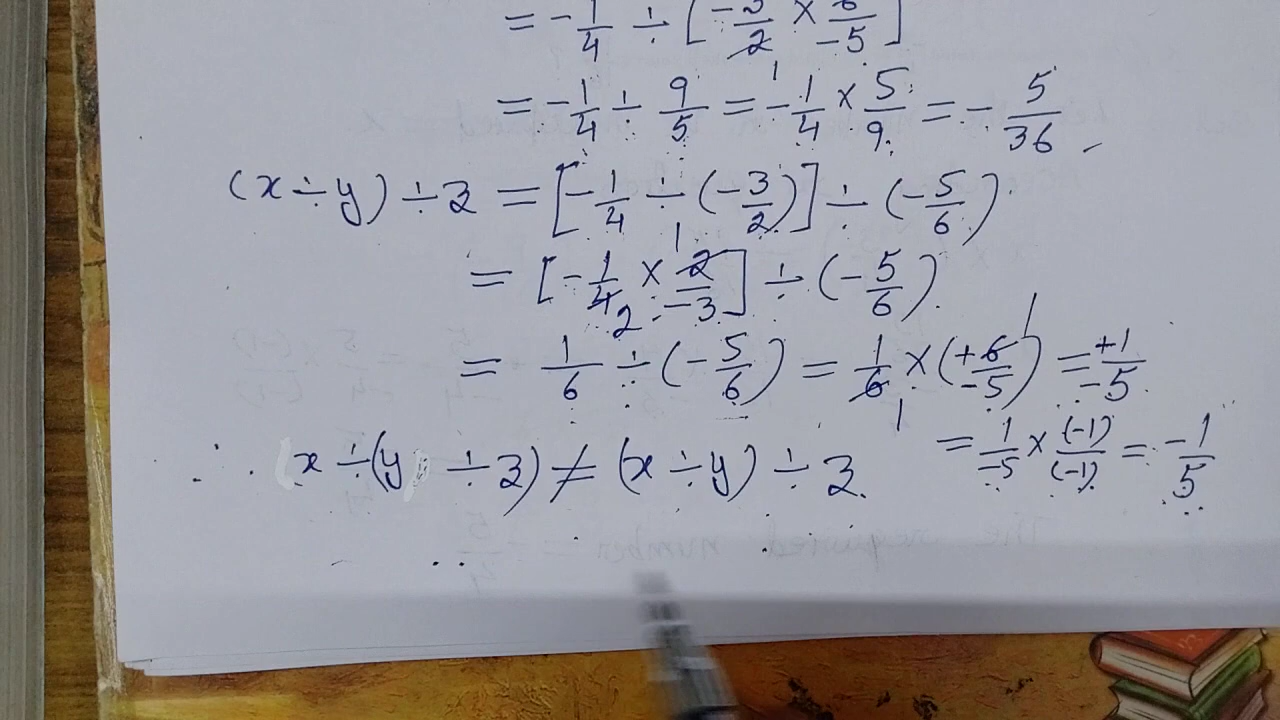 = -1/4 ÷ [-3/2 × 6/-5]
= -1/4 ÷ 9/5 = -1/4 × 5/9 = - 5/36
(x ÷ y) ÷ z = [-1/4 ÷ (-3/2)] ÷ (-5/6)
= [-1/4 × 2/-3] ÷ (-5/6)
= 1/6 ÷ (-5/6) = 1/6 × (+6/-5) = +1/-5
∴ x ÷ (y ÷ z) ≠ (x ÷ y) ÷ z
= 1/-5 × (-1)/(-1) = -1/5